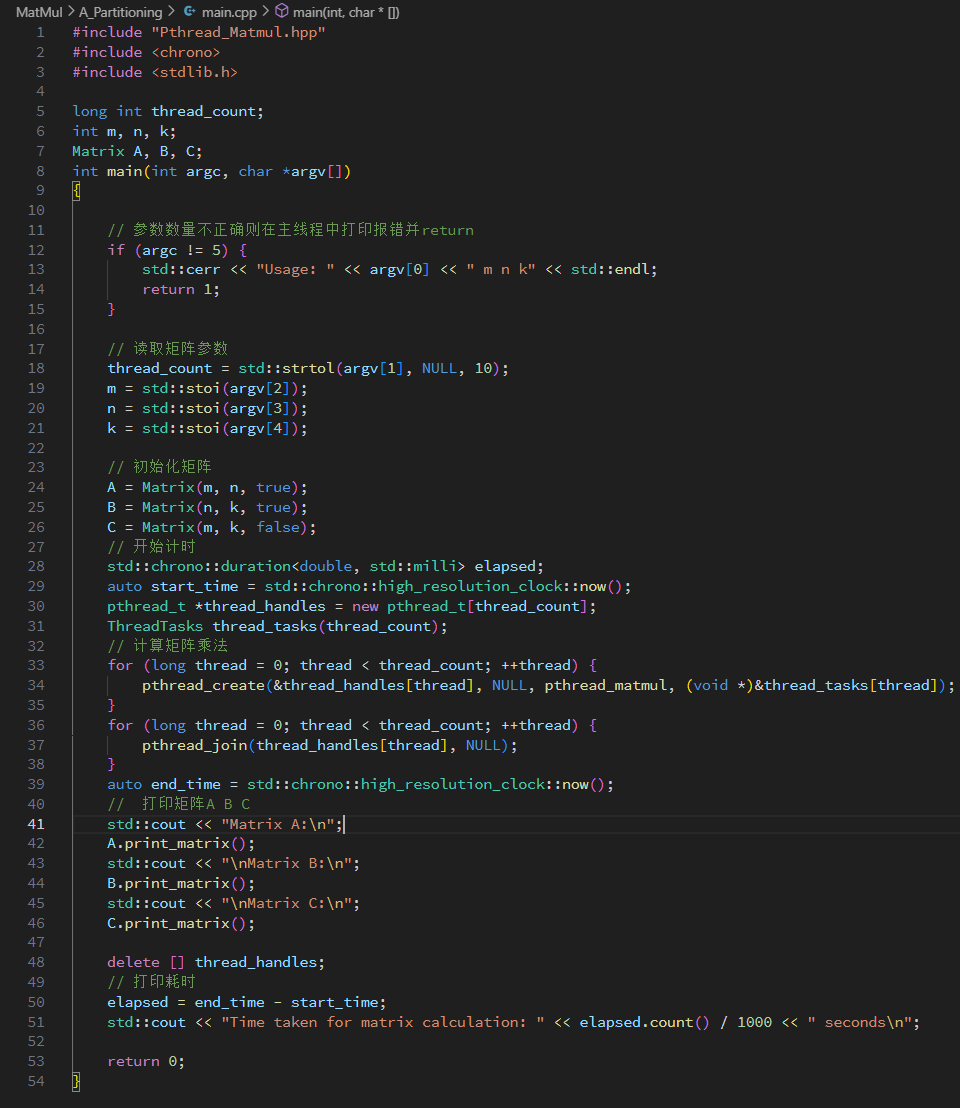 MatMul > A_Partitioning > main.cpp > main(int, char * [])
1 #include "Pthread_Matmul.hpp"
2 #include <chrono>
3 #include <stdlib.h>
4
5 long int thread_count;
6 int m, n, k;
7 Matrix A, B, C;
8 int main(int argc, char *argv[])
9 {
10
11     // 参数数量不正确则在主线程中打印报错并return
12     if (argc != 5) {
13         std::cerr << "Usage: " << argv[0] << " m n k" << std::endl;
14         return 1;
15     }
16
17     // 读取矩阵参数
18     thread_count = std::strtol(argv[1], NULL, 10);
19     m = std::stoi(argv[2]);
20     n = std::stoi(argv[3]);
21     k = std::stoi(argv[4]);
22
23     // 初始化矩阵
24     A = Matrix(m, n, true);
25     B = Matrix(n, k, true);
26     C = Matrix(m, k, false);
27     // 开始计时
28     std::chrono::duration<double, std::milli> elapsed;
29     auto start_time = std::chrono::high_resolution_clock::now();
30     pthread_t *thread_handles = new pthread_t[thread_count];
31     ThreadTasks thread_tasks(thread_count);
32     // 计算矩阵乘法
33     for (long thread = 0; thread < thread_count; ++thread) {
34         pthread_create(&thread_handles[thread], NULL, pthread_matmul, (void *)&thread_tasks[thread]);
35     }
36     for (long thread = 0; thread < thread_count; ++thread) {
37         pthread_join(thread_handles[thread], NULL);
38     }
39     auto end_time = std::chrono::high_resolution_clock::now();
40     //  打印矩阵A B C
41     std::cout << "Matrix A:\n";
42     A.print_matrix();
43     std::cout << "\nMatrix B:\n";
44     B.print_matrix();
45     std::cout << "\nMatrix C:\n";
46     C.print_matrix();
47
48     delete [] thread_handles;
49     // 打印耗时
50     elapsed = end_time - start_time;
51     std::cout << "Time taken for matrix calculation: " << elapsed.count() / 1000 << " seconds\n";
52
53     return 0;
54 }